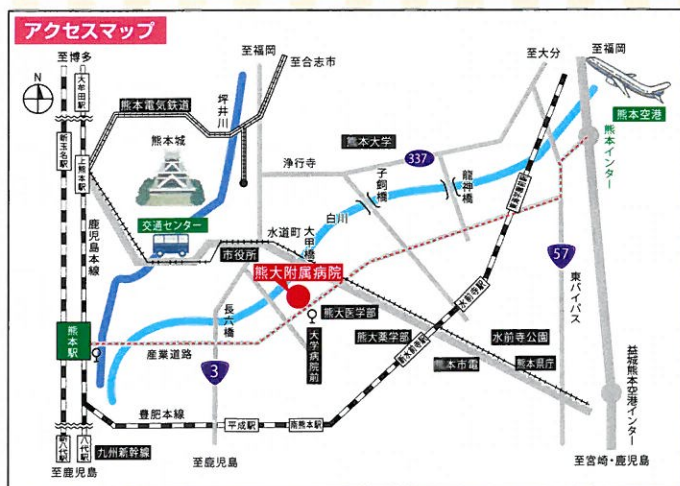 アクセスマップ
至博多
至福岡
至合志市
至大分
至福岡
N
大牟田駅
新玉名駅
上熊本駅
熊本電気鉄道
坪井川
熊本城
熊本大学
337
浄行寺
子飼橋
龍神橋
熊本空港
熊本インター
鹿児島本線
交通センター
水道町
大甲橋
白川
市役所
熊大附属病院
57
東バイパス
長六橋
熊大医学部
大学病院前
熊大薬学部
水前寺駅
新水前寺駅
水前寺公園
熊本県庁
熊本市電
熊本駅
産業道路
3
益城熊本空港インター
豊肥本線
平成駅
南熊本駅
新八代駅
八代駅
九州新幹線
至鹿児島
至鹿児島
至宮崎・鹿児島